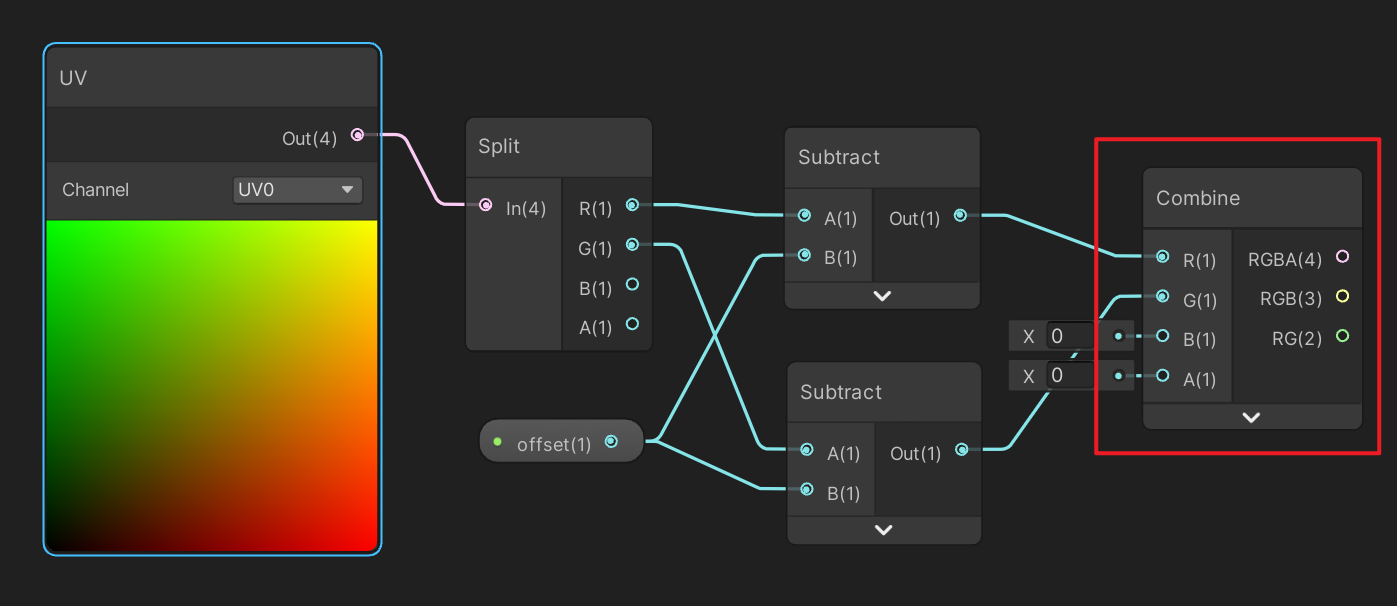 UV
Out(4)
Channel
UV0
Split
In(4)
R(1)
G(1)
B(1)
A(1)
offset(1)
Subtract
A(1)
Out(1)
B(1)
Subtract
A(1)
Out(1)
B(1)
X 0
X 0
Combine
R(1)
RGBA(4)
G(1)
RGB(3)
B(1)
RG(2)
A(1)